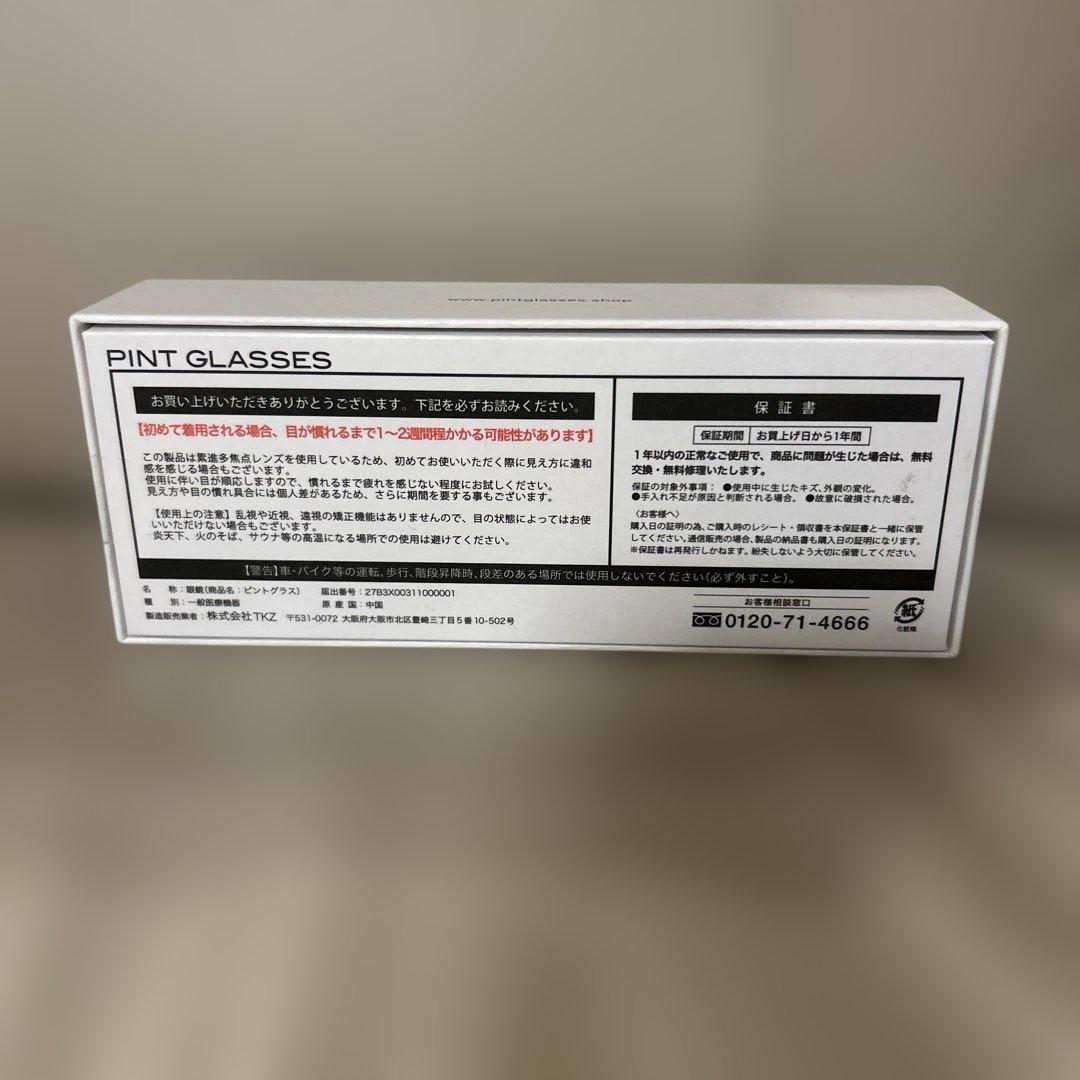 www.pintglasses.shop
PINT GLASSES
お買い上げいただきありがとうございます。下記を必ずお読みください。
【初めて着用される場合、目が慣れるまで1〜2週間程かかる可能性があります】
この製品は累進多焦点レンズを使用しているため、初めてお使いいただく際に見え方に違和
感を感じる場合もございます。
使用に伴い目が順応しますので、慣れるまで疲れを感じない程度にお試しください。
見え方や目の慣れ具合には個人差があるため、さらに期間を要する事もございます。
【使用上の注意】乱視や近視、遠視の矯正機能はありませんので、目の状態によってはお使
いいただけない場合もございます。
炎天下、火のそば、サウナ等の高温になる場所での使用は避けてください。
保証書
保証期間 お買上げ日から1年間
1年以内の正常なご使用で、商品に問題が生じた場合は、無料
交換・無料修理いたします。
保証の対象外事項： ●使用中に生じたキズ、外観の変化。
●手入れ不足が原因と判断される場合。 ●故意に破損された場合。
〈お客様へ〉
購入日の証明の為、ご購入時のレシート・領収書を本保証書と一緒に保管
してください。通信販売の場合、製品の納品書も購入日の証明になります。
※保証書は再発行しかねます。紛失しないよう大切に保管してください。
【警告】車・バイク等の運転、歩行、階段昇降時、段差のある場所では使用しないでください（必ず外すこと）。
名 称：眼鏡（商品名：ピントグラス） 届出番号：27B3X00311000001
種 別：一般医療機器 原産国：中国
製造販売業者：株式会社TKZ 〒531-0072 大阪府大阪市北区豊崎三丁目5番10-502号
お客様相談窓口
0120-71-4666
紙
化粧箱